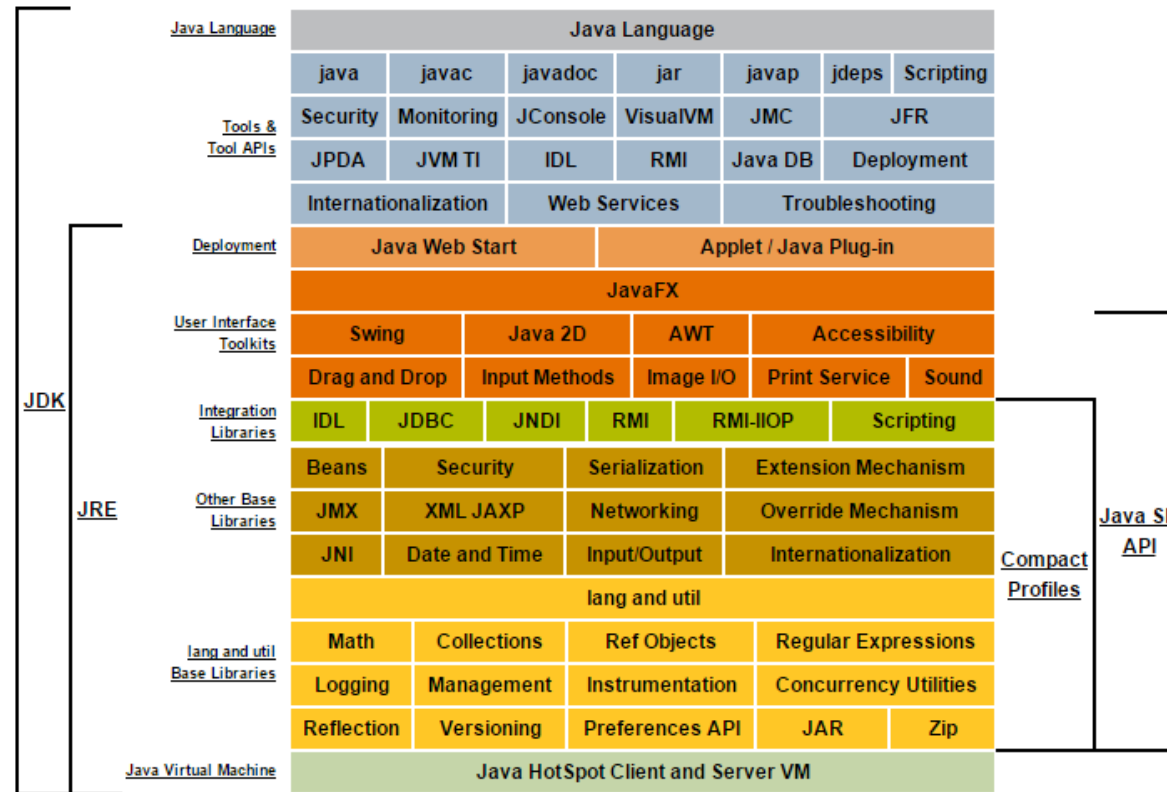 Java Language
Java Language
java javac javadoc jar javap jdeps Scripting
Tools &
Tool APIs
Security Monitoring JConsole VisualVM JMC JFR
JPDA JVM TI IDL RMI Java DB Deployment
Internationalization Web Services Troubleshooting
Deployment
Java Web Start Applet / Java Plug-in
JavaFX
User Interface
Toolkits
Swing Java 2D AWT Accessibility
Drag and Drop Input Methods Image I/O Print Service Sound
JDK
Integration
Libraries
IDL JDBC JNDI RMI RMI-IIOP Scripting
Beans Security Serialization Extension Mechanism
JRE
Other Base
Libraries
JMX XML JAXP Networking Override Mechanism
JNI Date and Time Input/Output Internationalization
Java S
API
Compact
Profiles
lang and util
lang and util
Base Libraries
Math Collections Ref Objects Regular Expressions
Logging Management Instrumentation Concurrency Utilities
Reflection Versioning Preferences API JAR Zip
Java Virtual Machine
Java HotSpot Client and Server VM